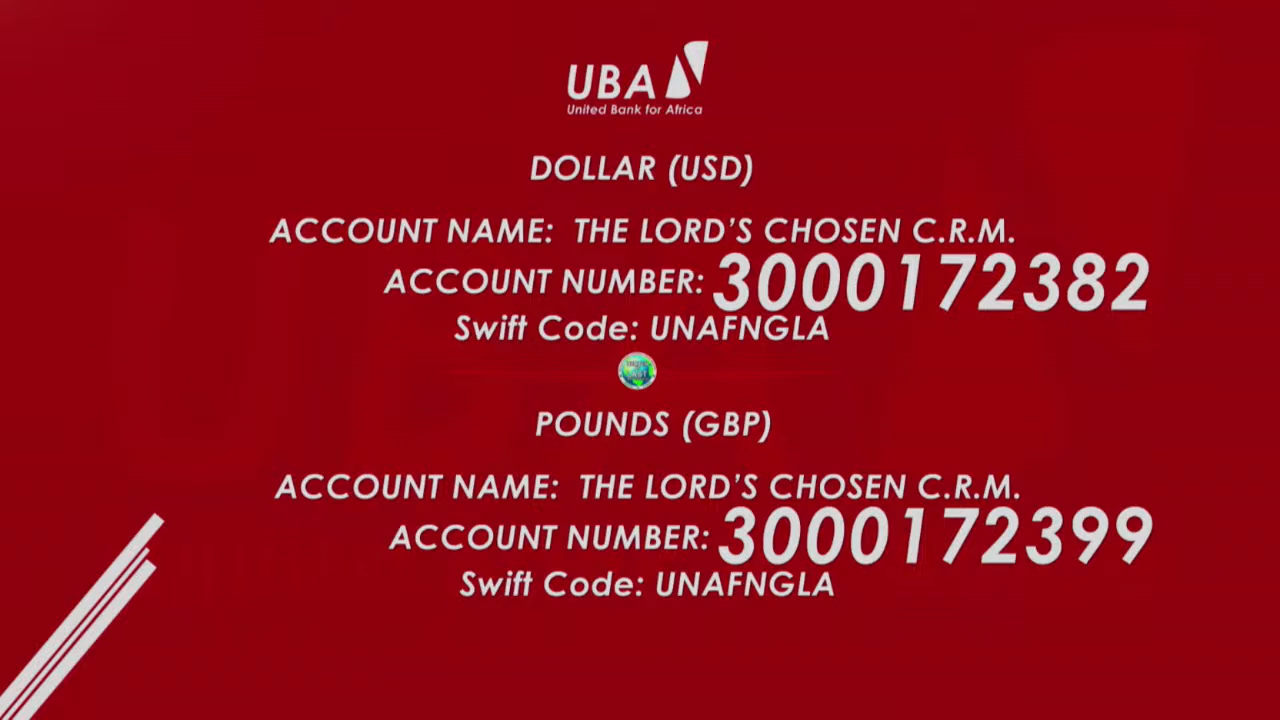 UBA
United Bank for Africa
DOLLAR (USD)
ACCOUNT NAME: THE LORD'S CHOSEN C.R.M.
ACCOUNT NUMBER: 3000172382
Swift Code: UNAFNGLA
POUNDS (GBP)
ACCOUNT NAME: THE LORD'S CHOSEN C.R.M.
ACCOUNT NUMBER: 3000172399
Swift Code: UNAFNGLA